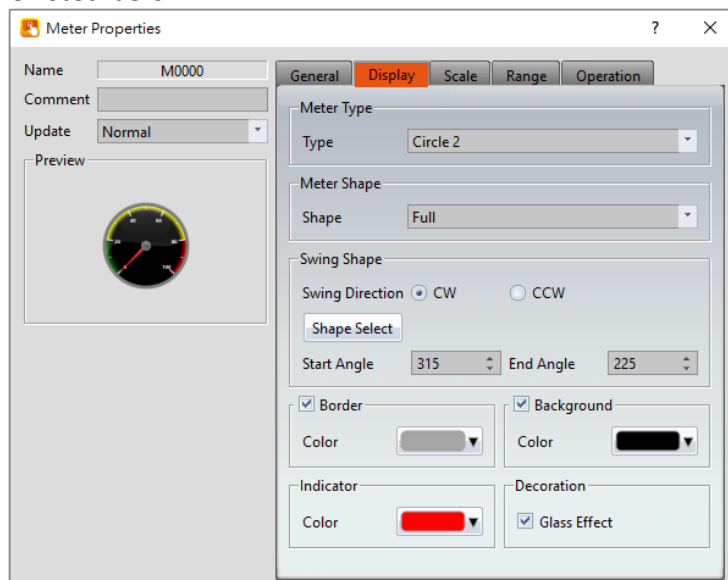 Meter Properties
?
Name M0000
Comment
Update Normal
Preview
General Display Scale Range Operation
Meter Type
Type Circle 2
Meter Shape
Shape Full
Swing Shape
Swing Direction CW CCW
Shape Select
Start Angle 315 End Angle 225
Border Background
Color Color
Indicator Decoration
Color Glass Effect